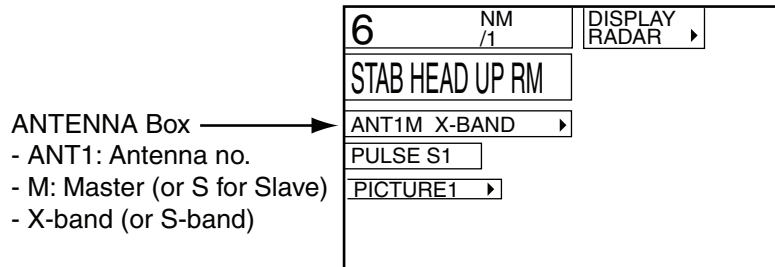 6 NM /1
DISPLAY RADAR
STAB HEAD UP RM
ANTENNA Box
ANT1M X-BAND
- ANT1: Antenna no.
PULSE S1
- M: Master (or S for Slave)
PICTURE1
- X-band (or S-band)